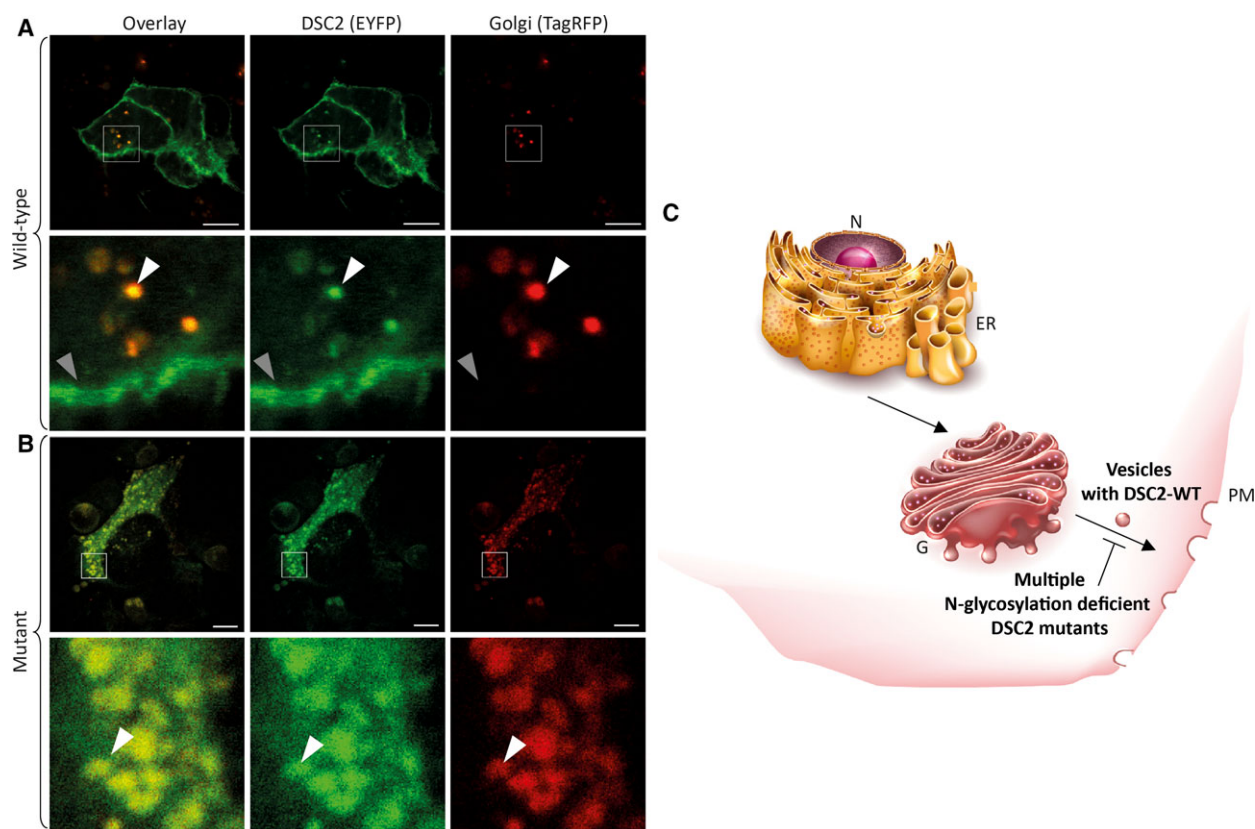 A
Overlay
DSC2 (EYFP)
Golgi (TagRFP)
Wild-type
B
Mutant
C
N
ER
G
Vesicles
with DSC2-WT
PM
Multiple
N-glycosylation deficient
DSC2 mutants